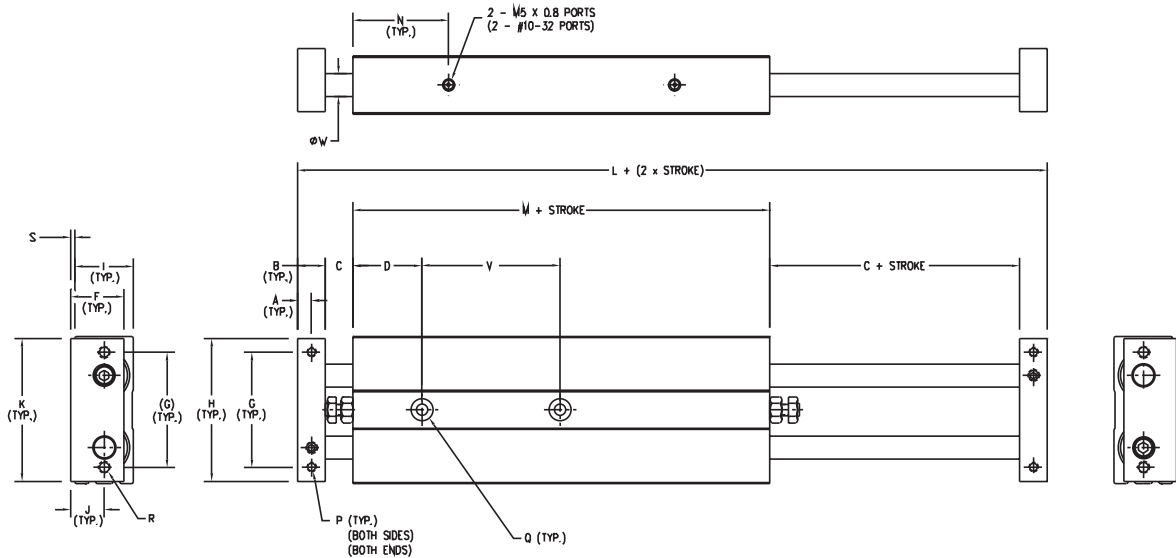 N
(TYP.)
2 - M5 X 0.8 PORTS
(2 - #10-32 PORTS)
ØW
L + (2 x STROKE)
M + STROKE
S
I
(TYP.)
F
(TYP.)
B
(TYP.)
C
D
V
C + STROKE
A
(TYP.)
K
(TYP.)
(G)
(TYP.)
H
(TYP.)
G
(TYP.)
J
(TYP.)
R
P (TYP.)
(BOTH SIDES)
(BOTH ENDS)
Q (TYP.)